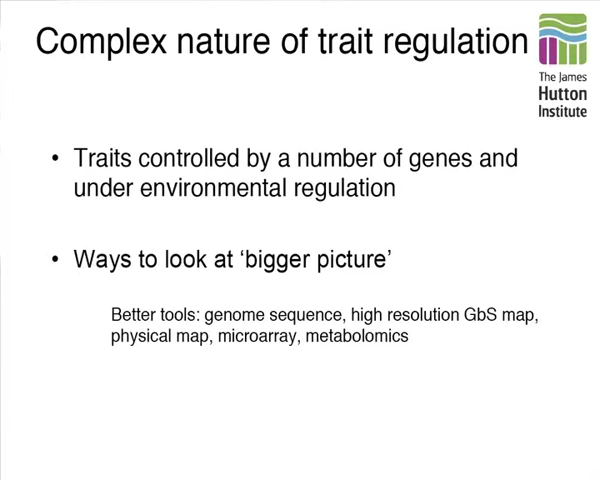 Complex nature of trait regulation
The James
Hutton
Institute
• Traits controlled by a number of genes and
under environmental regulation
• Ways to look at ‘bigger picture’
Better tools: genome sequence, high resolution GbS map,
physical map, microarray, metabolomics